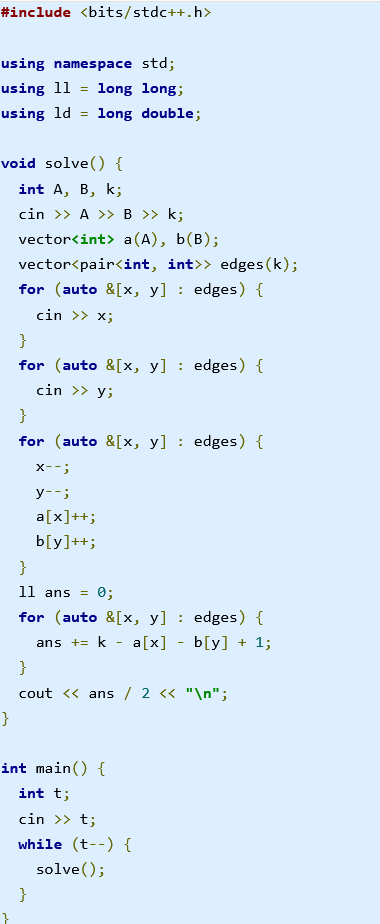 #include <bits/stdc++.h>

using namespace std;
using ll = long long;
using ld = long double;

void solve() {
  int A, B, k;
  cin >> A >> B >> k;
  vector<int> a(A), b(B);
  vector<pair<int, int>> edges(k);
  for (auto &[x, y] : edges) {
    cin >> x;
  }
  for (auto &[x, y] : edges) {
    cin >> y;
  }
  for (auto &[x, y] : edges) {
    x--;
    y--;
    a[x]++;
    b[y]++;
  }
  ll ans = 0;
  for (auto &[x, y] : edges) {
    ans += k - a[x] - b[y] + 1;
  }
  cout << ans / 2 << "\n";
}

int main() {
  int t;
  cin >> t;
  while (t--) {
    solve();
  }
}